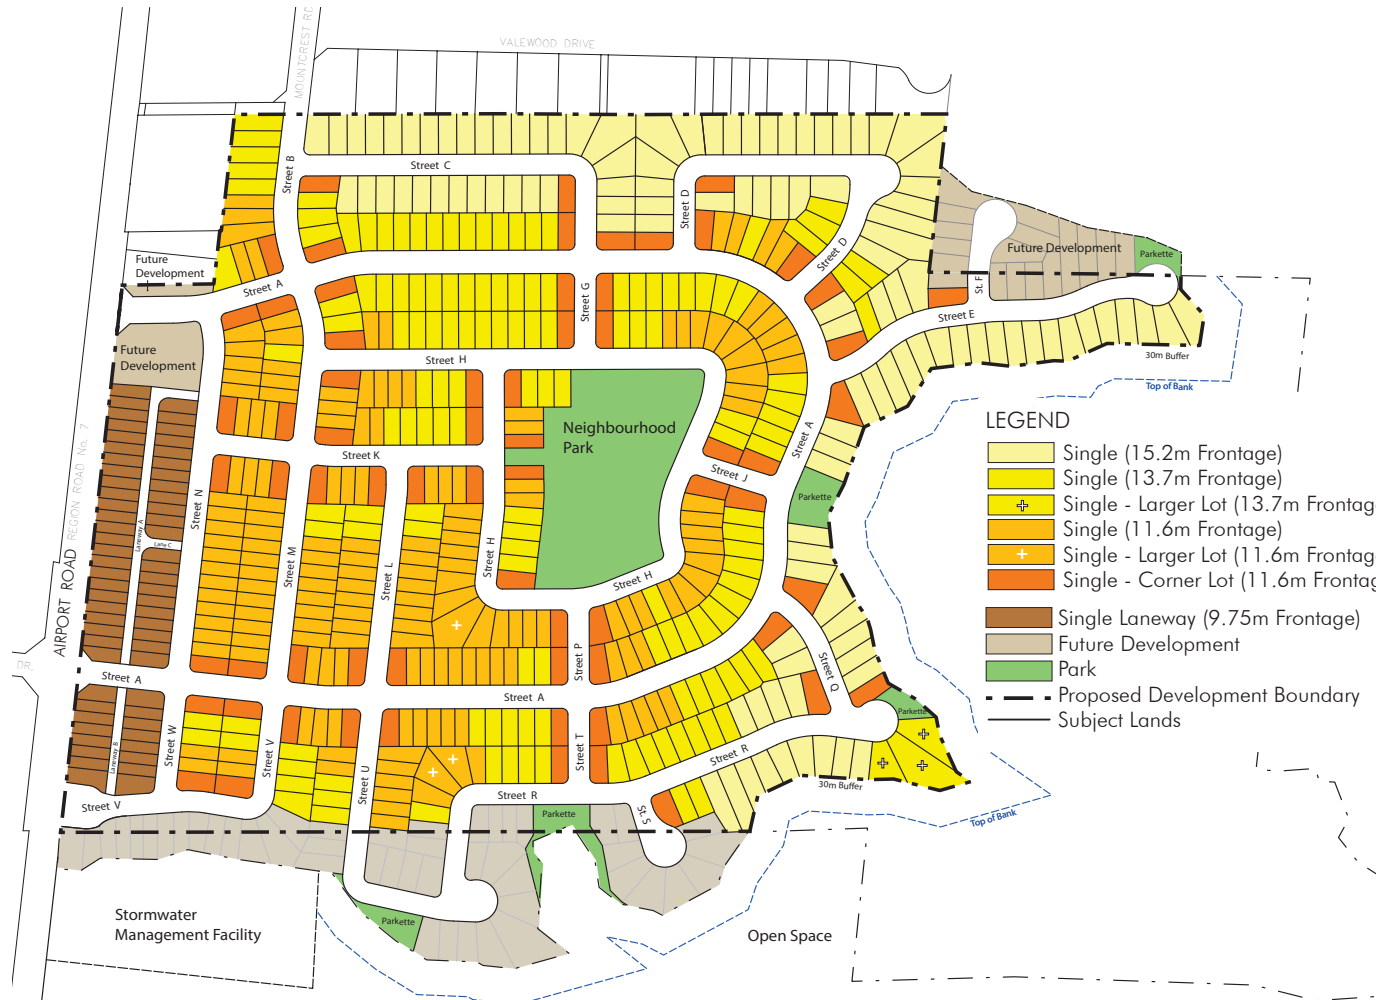 VALEWOOD DRIVE
MOUNTCREST RD
Street B
Street C
Street D
Street D
Future
Development
Future Development
Parkette
St. F
Street A
Street G
Street E
Future
Development
Street H
30m Buffer
Top of Bank
Neighbourhood
Park
Street A
Street K
Street J
Parkette
AIRPORT ROAD
REGION ROAD No. 7
Laneway A
Lane C
Street N
Street M
Street L
Street H
Street H
LEGEND
Single (15.2m Frontage)
Single (13.7m Frontage)
Single - Larger Lot (13.7m Frontag
Single (11.6m Frontage)
Single - Larger Lot (11.6m Frontag
Single - Corner Lot (11.6m Frontag
Single Laneway (9.75m Frontage)
Future Development
Park
Proposed Development Boundary
Subject Lands
DR.
Street A
Street P
Street Q
Street A
Parkette
Laneway B
Street W
Street V
Street U
Street T
Street R
Street R
30m Buffer
Top of Bank
Street V
Parkette
St. S
Parkette
Stormwater
Management Facility
Open Space